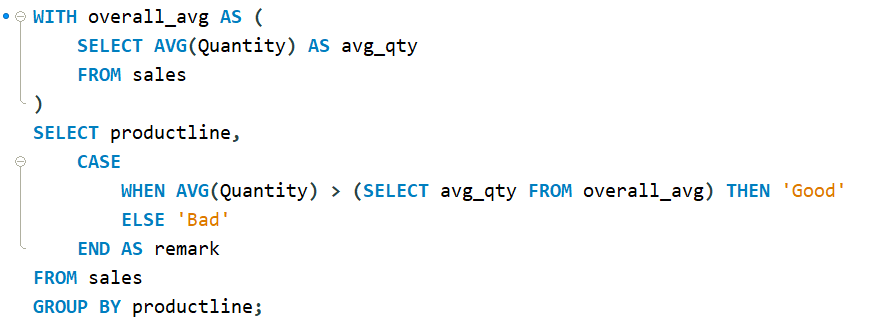 WITH overall_avg AS (
    SELECT AVG(Quantity) AS avg_qty
    FROM sales
)
SELECT productline,
    CASE
        WHEN AVG(Quantity) > (SELECT avg_qty FROM overall_avg) THEN 'Good'
        ELSE 'Bad'
    END AS remark
FROM sales
GROUP BY productline;